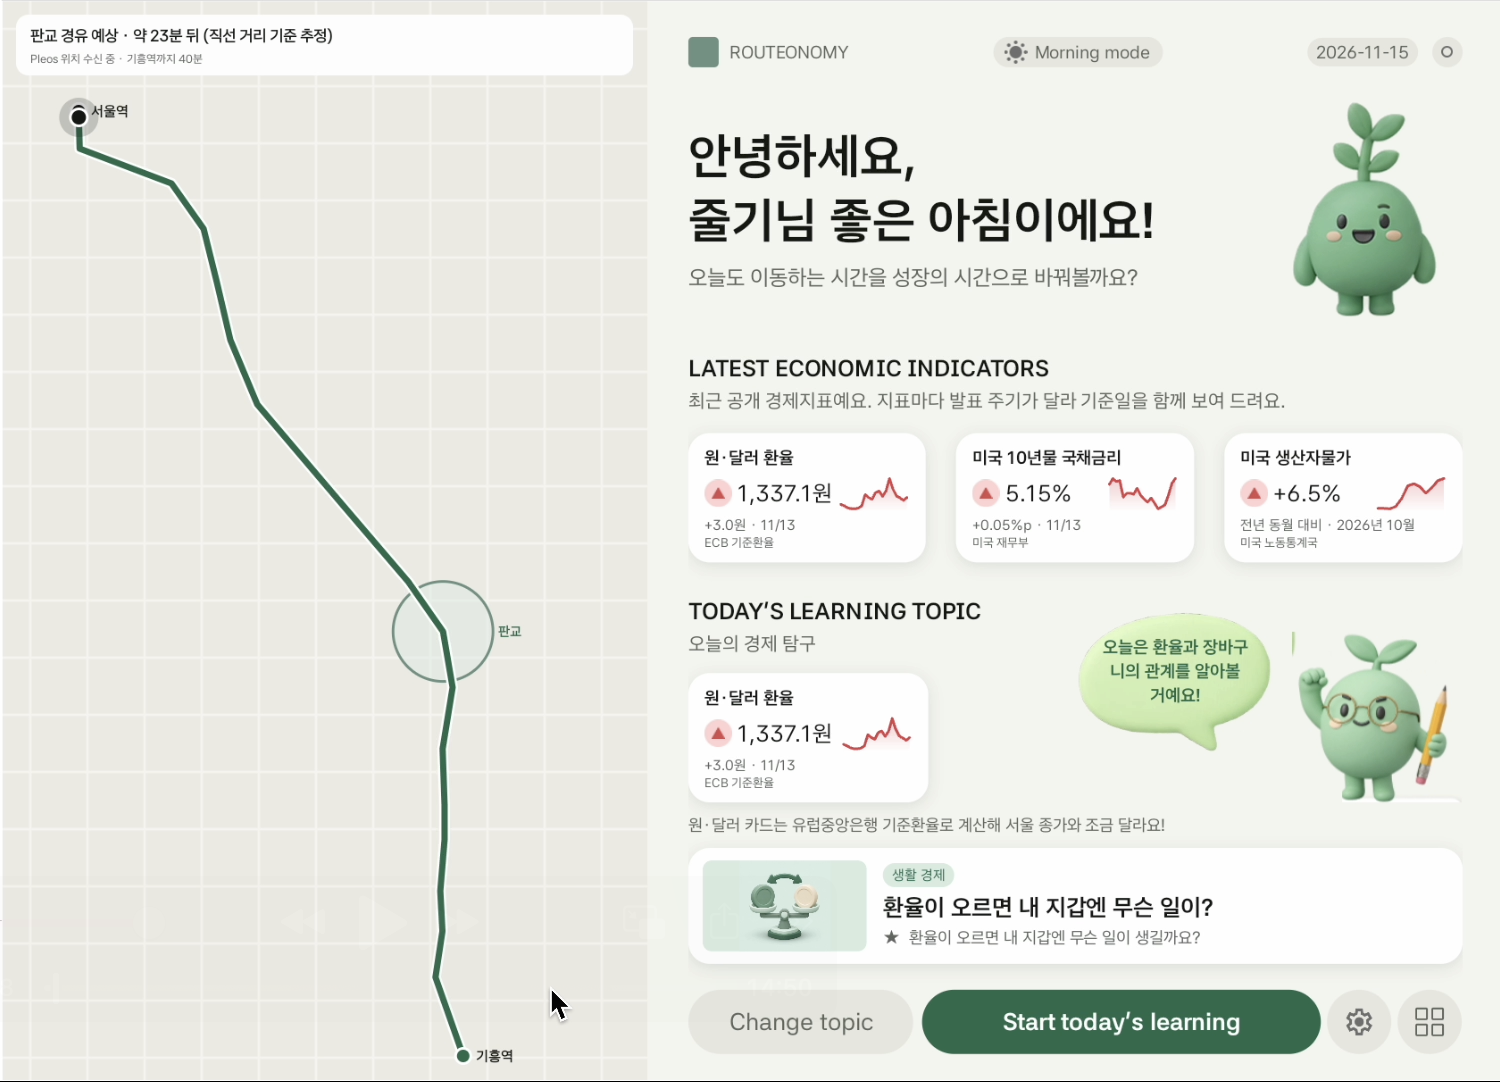 판교 경유 예상 · 약 23분 뒤 (직선 거리 기준 추정)
Pleos 위치 수신 중 · 기흥역까지 40분
서울역
판교
기흥역
ROUTEONOMY
Morning mode
2026-11-15
안녕하세요,
줄기님 좋은 아침이에요!
오늘도 이동하는 시간을 성장의 시간으로 바꿔볼까요?
LATEST ECONOMIC INDICATORS
최근 공개 경제지표예요. 지표마다 발표 주기가 달라 기준일을 함께 보여 드려요.
원·달러 환율
1,337.1원
+3.0원 · 11/13
ECB 기준환율
미국 10년물 국채금리
5.15%
+0.05%p · 11/13
미국 재무부
미국 생산자물가
+6.5%
전년 동월 대비 · 2026년 10월
미국 노동통계국
TODAY'S LEARNING TOPIC
오늘의 경제 탐구
원·달러 환율
1,337.1원
+3.0원 · 11/13
ECB 기준환율
오늘은 환율과 장바구
니의 관계를 알아볼
거예요!
원·달러 카드는 유럽중앙은행 기준환율로 계산해 서울 종가와 조금 달라요!
생활 경제
환율이 오르면 내 지갑엔 무슨 일이?
★ 환율이 오르면 내 지갑엔 무슨 일이 생길까요?
Change topic
Start today's learning